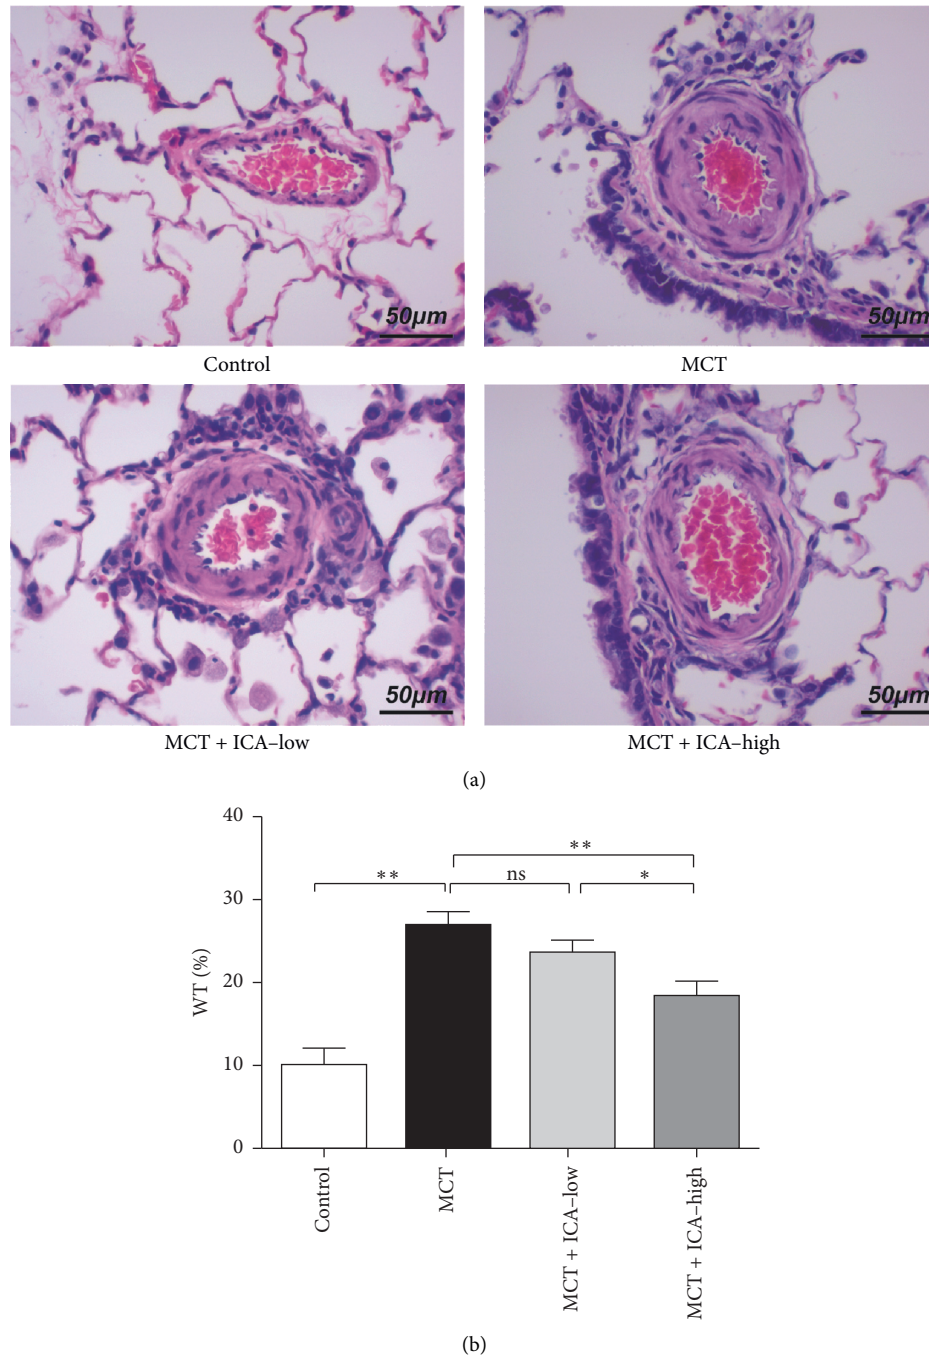 50µm
50µm
Control
MCT
50µm
50µm
MCT + ICA–low
MCT + ICA–high
(a)
40
30
20
10
0
WT (%)
**
**
ns
*
Control
MCT
MCT + ICA–low
MCT + ICA–high
(b)